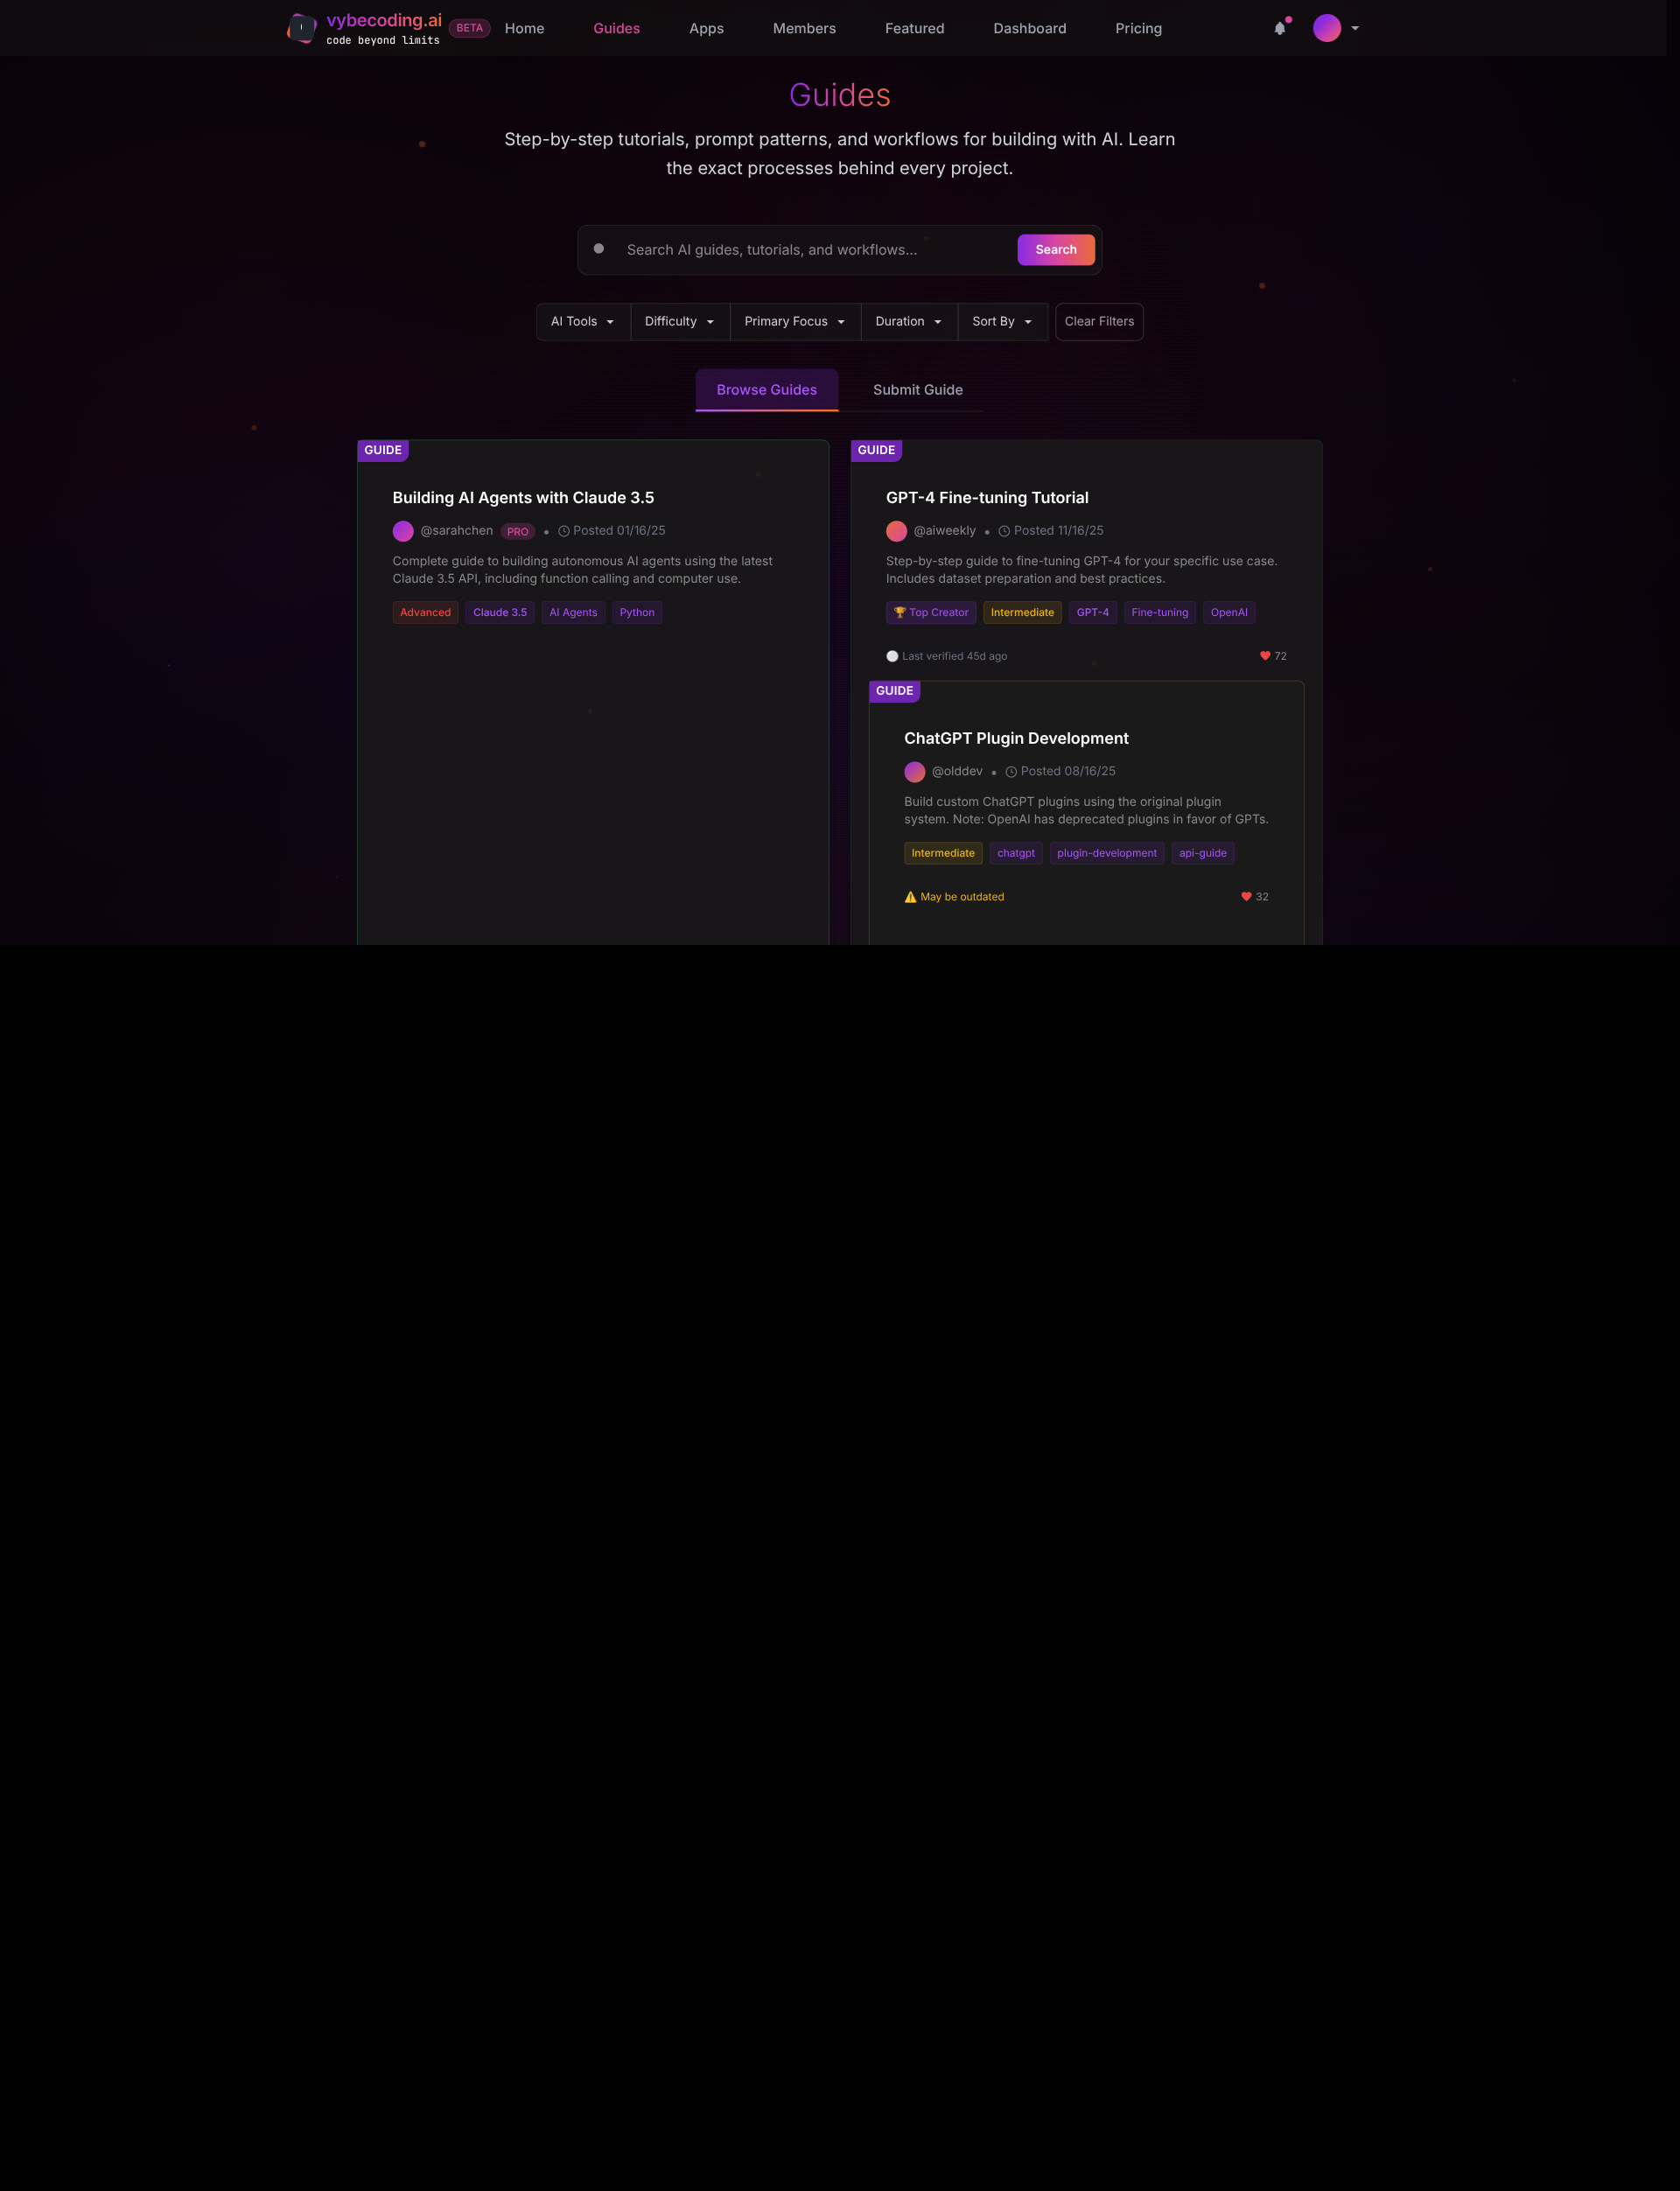 vybecoding.ai
code beyond limits
BETA
Home
Guides
Apps
Members
Featured
Dashboard
Pricing
Guides
Step-by-step tutorials, prompt patterns, and workflows for building with AI. Learn
the exact processes behind every project.
Search AI guides, tutorials, and workflows...
Search
AI Tools
Difficulty
Primary Focus
Duration
Sort By
Clear Filters
Browse Guides
Submit Guide
GUIDE
Building AI Agents with Claude 3.5
@sarahchen PRO • Posted 01/16/25
Complete guide to building autonomous AI agents using the latest
Claude 3.5 API, including function calling and computer use.
Advanced
Claude 3.5
AI Agents
Python
GUIDE
GPT-4 Fine-tuning Tutorial
@aiweekly • Posted 11/16/25
Step-by-step guide to fine-tuning GPT-4 for your specific use case.
Includes dataset preparation and best practices.
🏆 Top Creator
Intermediate
GPT-4
Fine-tuning
OpenAI
Last verified 45d ago
72
GUIDE
ChatGPT Plugin Development
@olddev • Posted 08/16/25
Build custom ChatGPT plugins using the original plugin
system. Note: OpenAI has deprecated plugins in favor of GPTs.
Intermediate
chatgpt
plugin-development
api-guide
⚠️ May be outdated
32